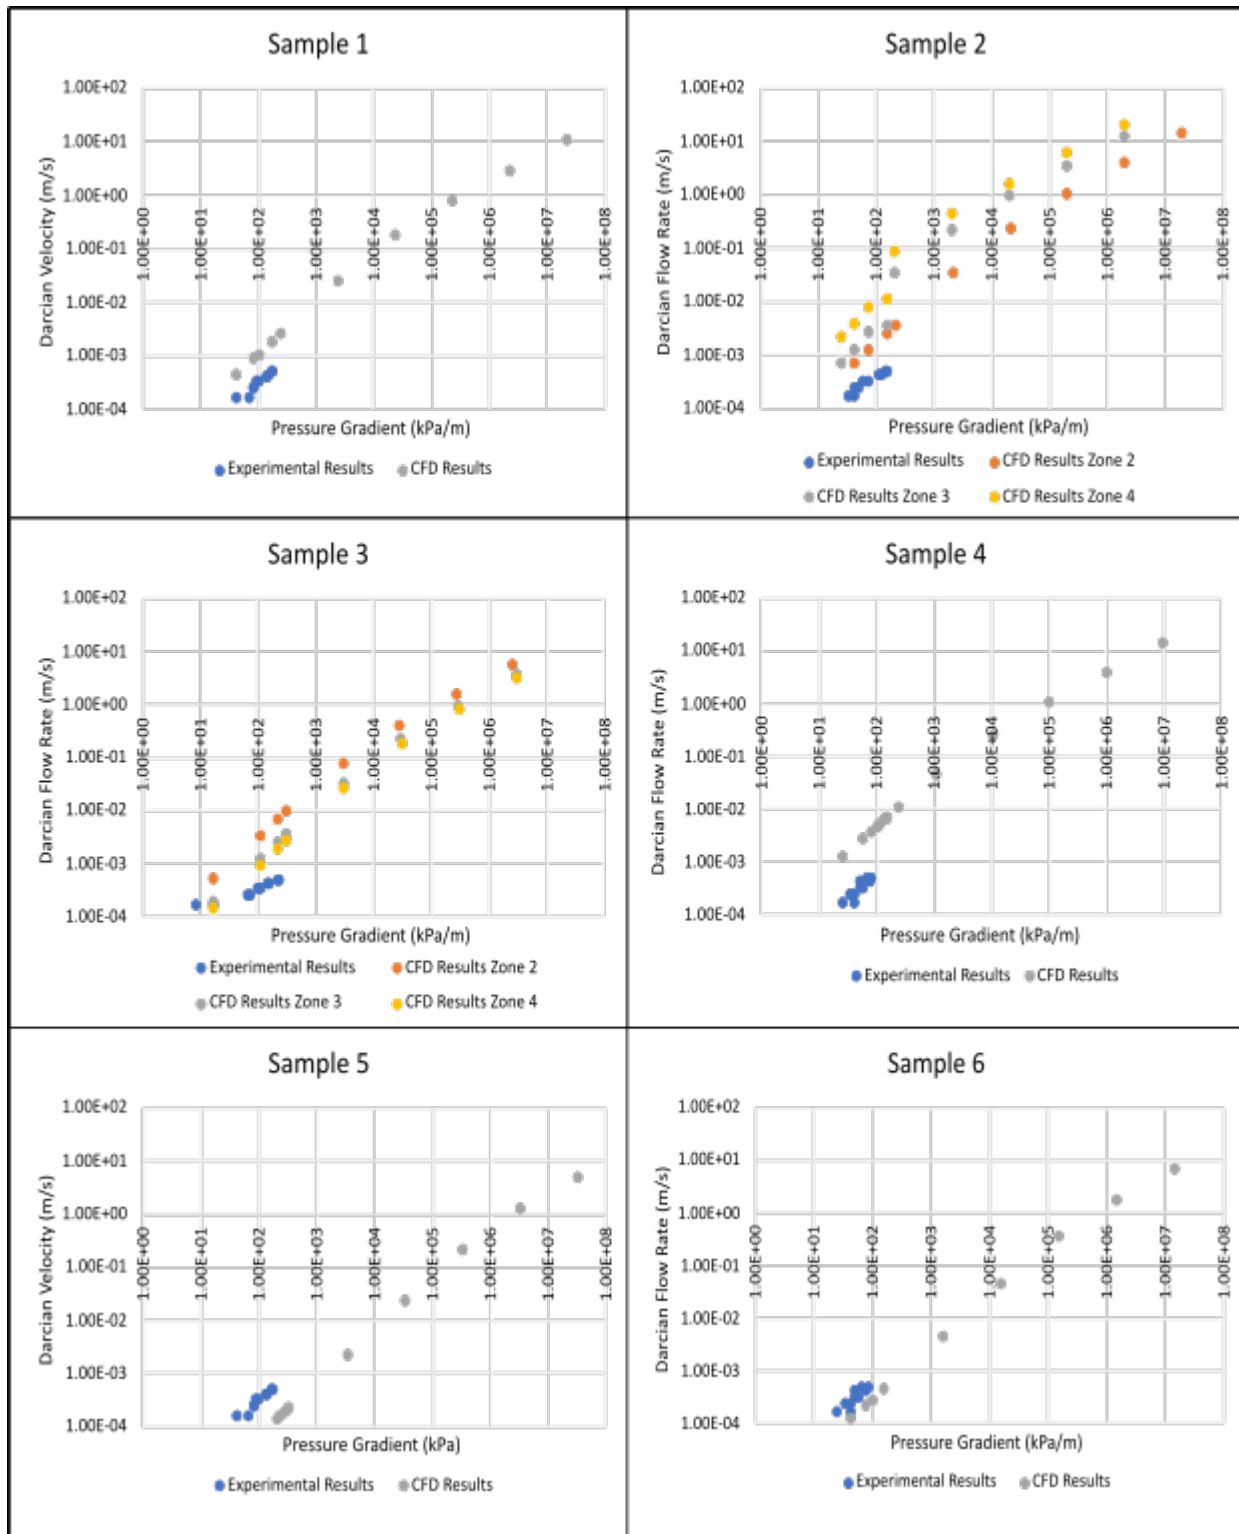 Sample 1
Darcian Velocity (m/s)
1.00E+02
1.00E+01
1.00E+00
1.00E-01
1.00E-02
1.00E-03
1.00E-04
1.00E+00
1.00E+01
1.00E+02
1.00E+03
1.00E+04
1.00E+05
1.00E+06
1.00E+07
1.00E+08
Pressure Gradient (kPa/m)
Experimental Results CFD Results
Sample 2
Darcian Flow Rate (m/s)
1.00E+02
1.00E+01
1.00E+00
1.00E-01
1.00E-02
1.00E-03
1.00E-04
1.00E+00
1.00E+01
1.00E+02
1.00E+03
1.00E+04
1.00E+05
1.00E+06
1.00E+07
1.00E+08
Pressure Gradient (kPa/m)
Experimental Results CFD Results Zone 2
CFD Results Zone 3 CFD Results Zone 4
Sample 3
Darcian Flow Rate (m/s)
1.00E+02
1.00E+01
1.00E+00
1.00E-01
1.00E-02
1.00E-03
1.00E-04
1.00E+00
1.00E+01
1.00E+02
1.00E+03
1.00E+04
1.00E+05
1.00E+06
1.00E+07
1.00E+08
Pressure Gradient (kPa/m)
Experimental Results CFD Results Zone 2
CFD Results Zone 3 CFD Results Zone 4
Sample 4
Darcian Flow Rate (m/s)
1.00E+02
1.00E+01
1.00E+00
1.00E-01
1.00E-02
1.00E-03
1.00E-04
1.00E+00
1.00E+01
1.00E+02
1.00E+03
1.00E+04
1.00E+05
1.00E+06
1.00E+07
1.00E+08
Pressure Gradient (kPa/m)
Experimental Results CFD Results
Sample 5
Darcian Velocity (m/s)
1.00E+02
1.00E+01
1.00E+00
1.00E-01
1.00E-02
1.00E-03
1.00E-04
1.00E+00
1.00E+01
1.00E+02
1.00E+03
1.00E+04
1.00E+05
1.00E+06
1.00E+07
1.00E+08
Pressure Gradient (kPa)
Experimental Results CFD Results
Sample 6
Darcian Flow Rate (m/s)
1.00E+02
1.00E+01
1.00E+00
1.00E-01
1.00E-02
1.00E-03
1.00E-04
1.00E+00
1.00E+01
1.00E+02
1.00E+03
1.00E+04
1.00E+05
1.00E+06
1.00E+07
1.00E+08
Pressure Gradient (kPa/m)
Experimental Results CFD Results